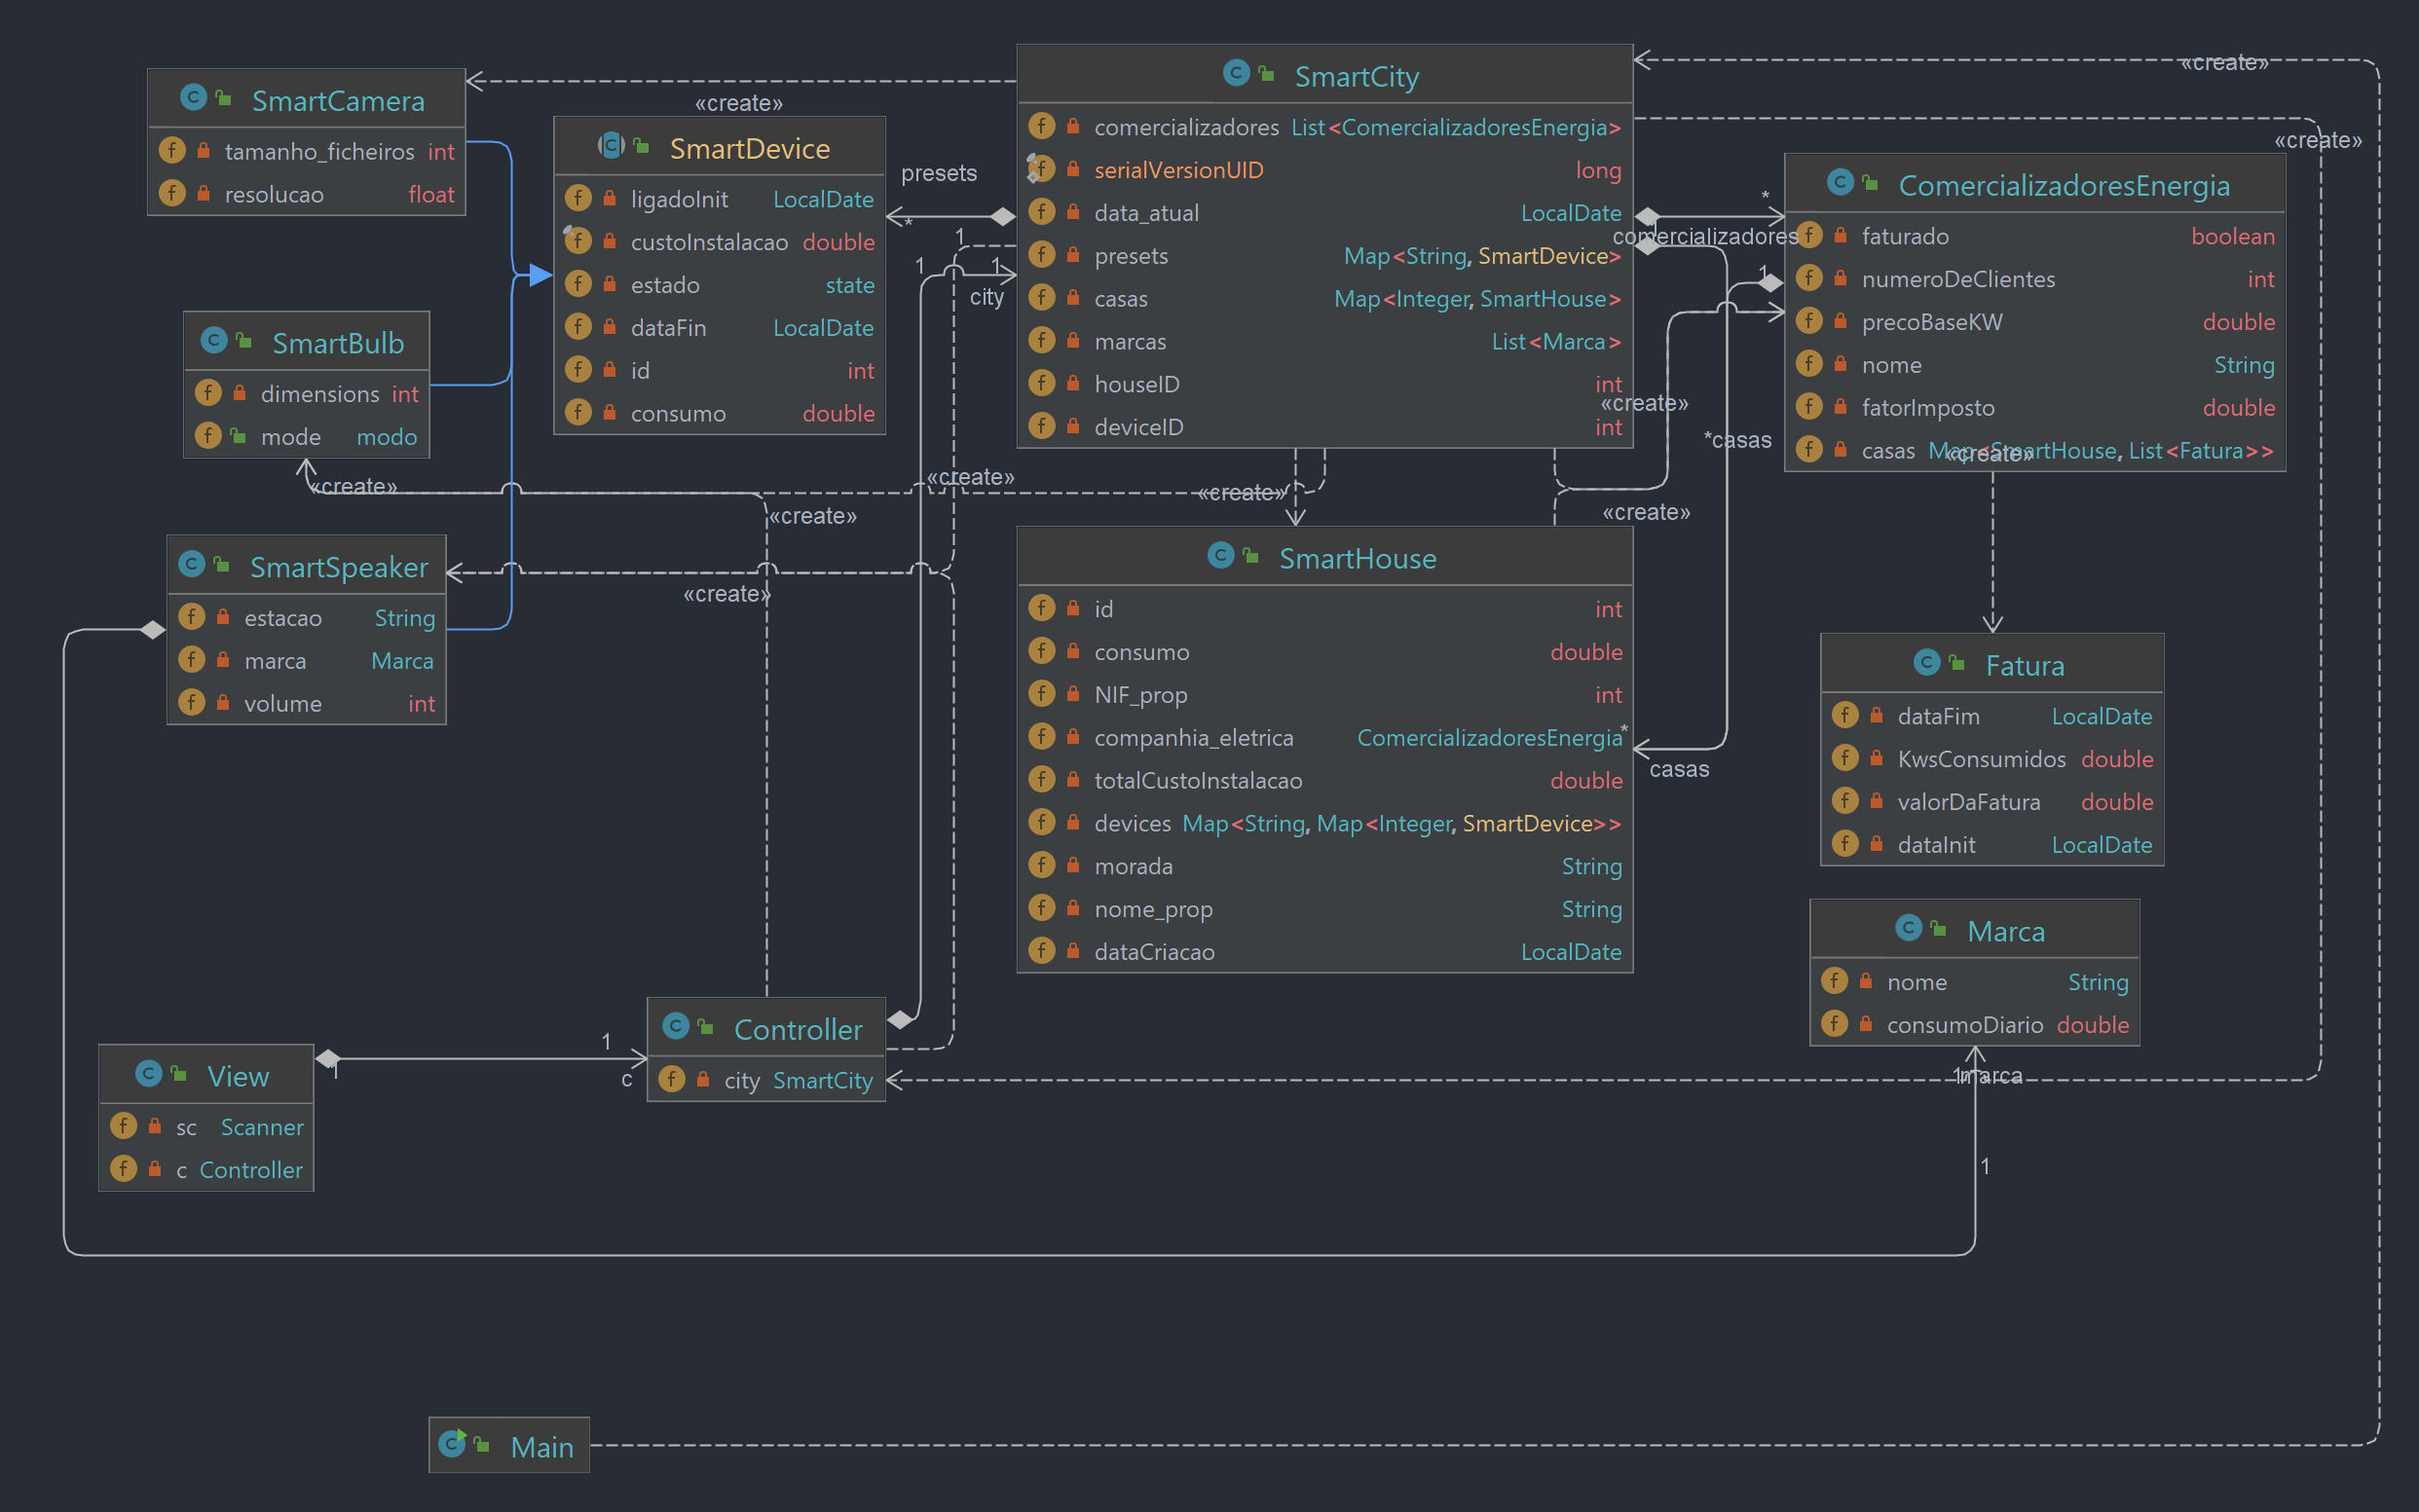 SmartCamera
tamanho_ficheiros int
resolucao float
SmartDevice
ligadoInit LocalDate
custoInstalacao double
estado state
dataFin LocalDate
id int
consumo double
SmartCity
comercializadores List<ComercializadoresEnergia>
serialVersionUID long
data_atual LocalDate
presets Map<String, SmartDevice>
casas Map<Integer, SmartHouse>
marcas List<Marca>
houseID int
deviceID int
ComercializadoresEnergia
faturado boolean
numeroDeClientes int
precoBaseKW double
nome String
fatorImposto double
casas Map<SmartHouse, List<Fatura>>
SmartBulb
dimensions int
mode modo
SmartSpeaker
estacao String
marca Marca
volume int
SmartHouse
id int
consumo double
NIF_prop int
companhia_eletrica ComercializadoresEnergia
totalCustoInstalacao double
devices Map<String, Map<Integer, SmartDevice>>
morada String
nome_prop String
dataCriacao LocalDate
Fatura
dataFim LocalDate
KwsConsumidos double
valorDaFatura double
dataInit LocalDate
Marca
nome String
consumoDiario double
Controller
city SmartCity
View
sc Scanner
c Controller
Main
«create»
«create»
«create»
presets
*
1
1
1
city
*
1
comercializadores
1
«create»
*
casas
«create»
«create»
«create»
«create»
«create»
«create»
«create»
*
casas
1
1
c
1
marca
1